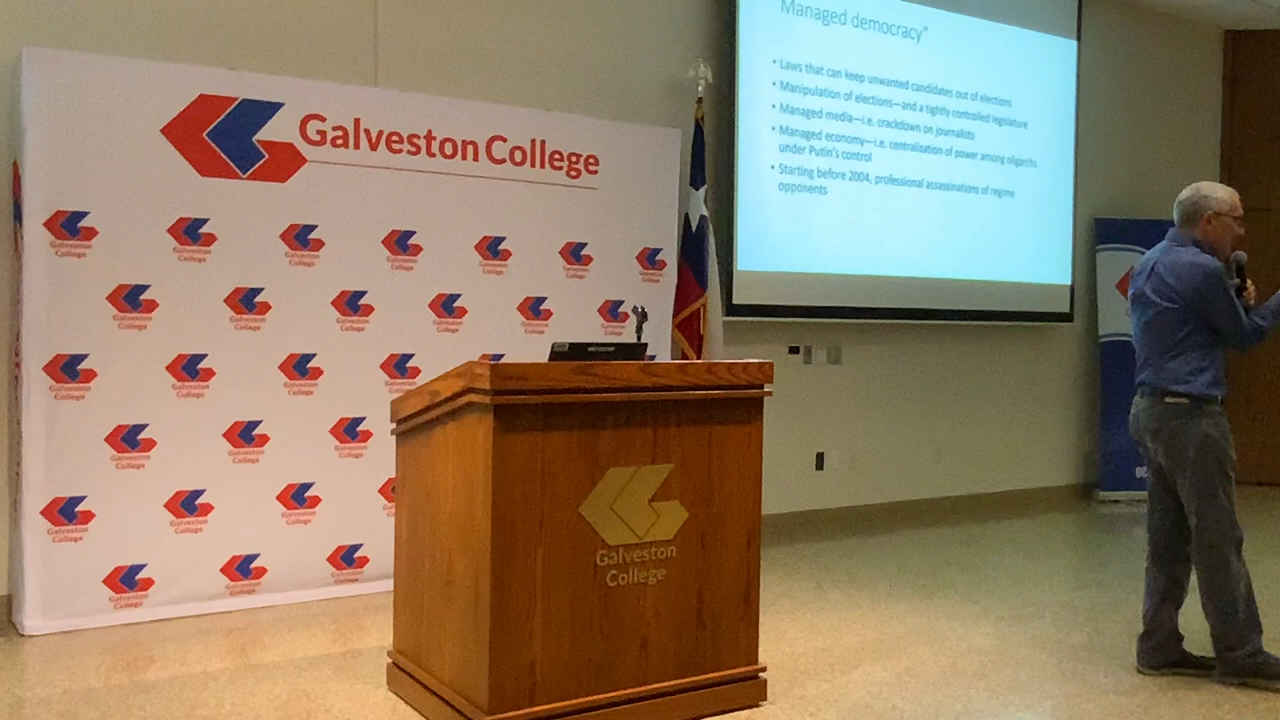 Galveston College
Managed democracy"
• Laws that can keep unwanted candidates out of elections
• Manipulation of elections—and a tightly controlled legislature
• Managed media—i.e. crackdown on journalists
• Managed economy—i.e. centralization of power among oligarchs
under Putin's control
• Starting before 2004, professional assassinations of regime
opponents
Galveston
College